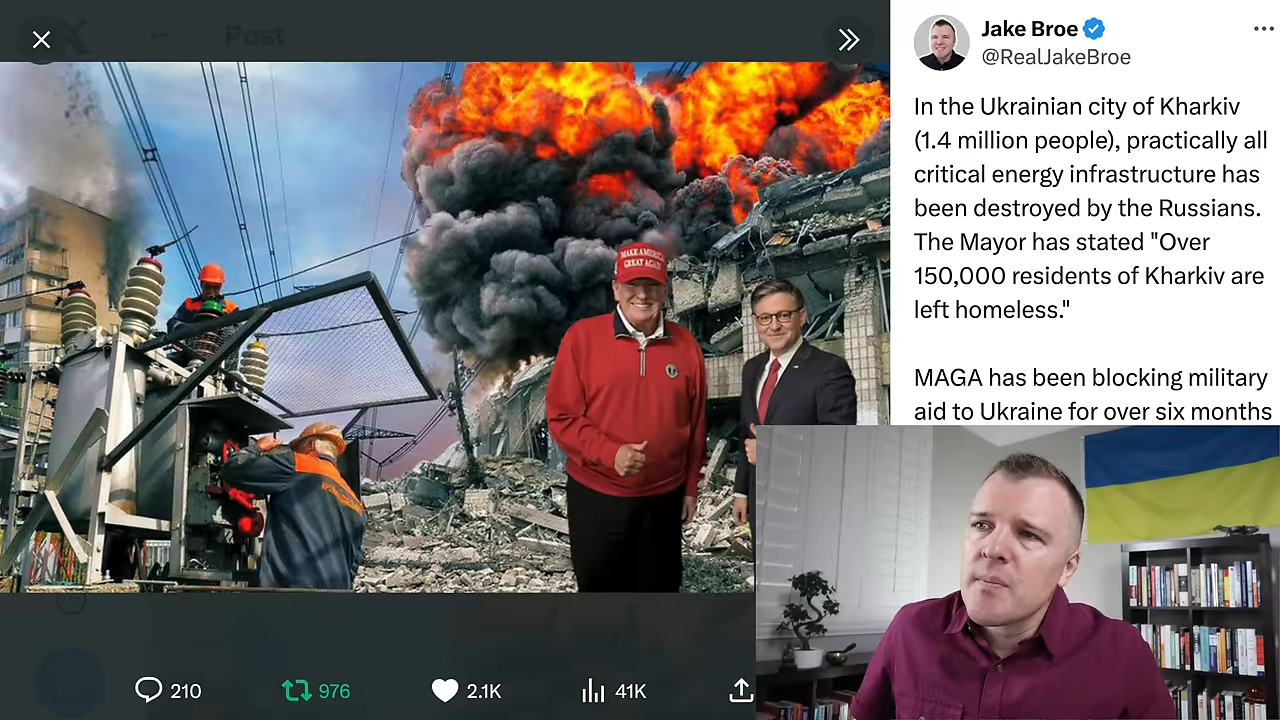 Post
Jake Broe
@RealJakeBroe
In the Ukrainian city of Kharkiv
(1.4 million people), practically all
critical energy infrastructure has
been destroyed by the Russians.
The Mayor has stated "Over
150,000 residents of Kharkiv are
left homeless."
MAGA has been blocking military
aid to Ukraine for over six months
MAKE AMERICA
GREAT AGAIN
210
976
2.1K
41K